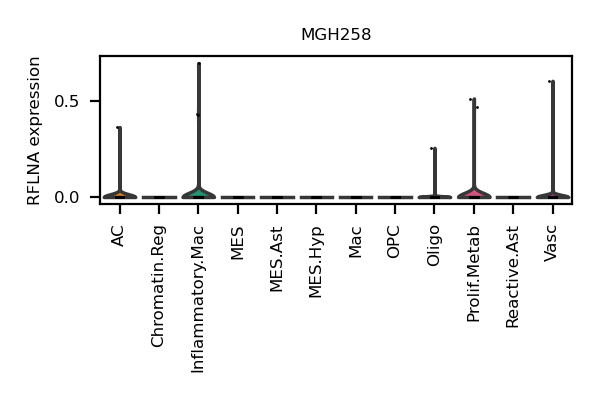 MGH258
RFLNA expression
0.5
0.0
AC
Chromatin.Reg
Inflammatory.Mac
MES
MES.Ast
MES.Hyp
Mac
OPC
Oligo
Prolif.Metab
Reactive.Ast
Vasc